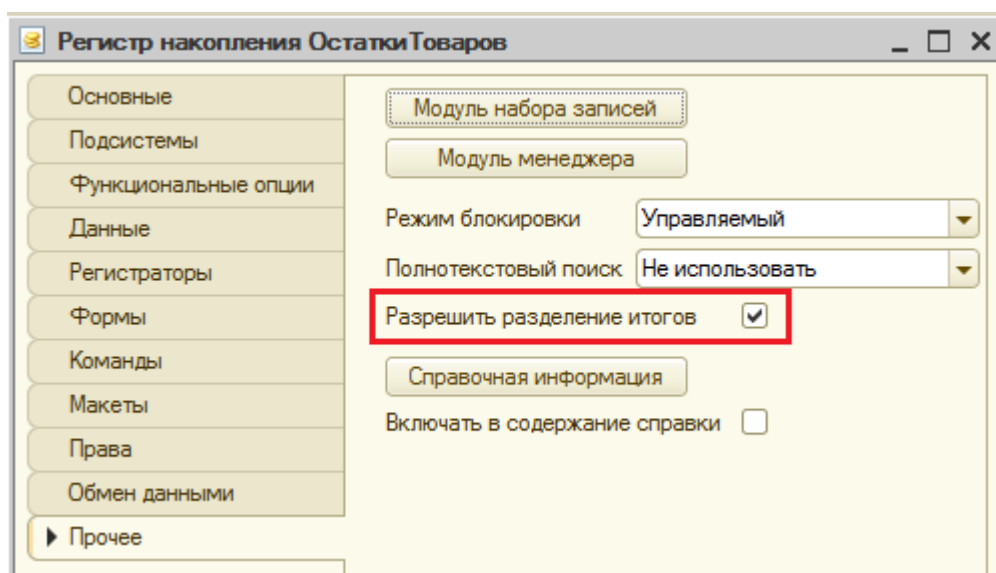 Регистр накопления ОстаткиТоваров
Основные
Подсистемы
Функциональные опции
Данные
Регистраторы
Формы
Команды
Макеты
Права
Обмен данными
Прочее
Модуль набора записей
Модуль менеджера
Режим блокировки Управляемый
Полнотекстовый поиск Не использовать
Разрешить разделение итогов
Справочная информация
Включать в содержание справки